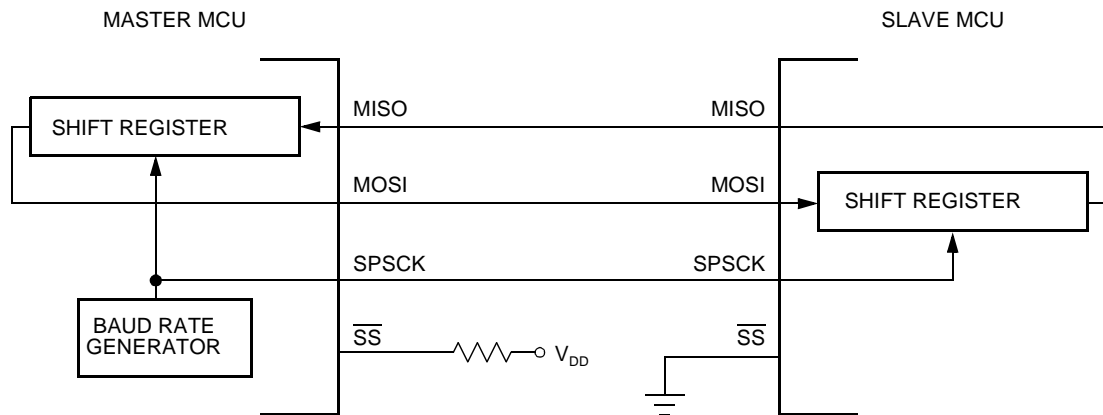 MASTER MCU
SLAVE MCU
SHIFT REGISTER
MISO
MISO
MOSI
MOSI
SHIFT REGISTER
SPSCK
SPSCK
BAUD RATE
GENERATOR
SS
VDD
SS